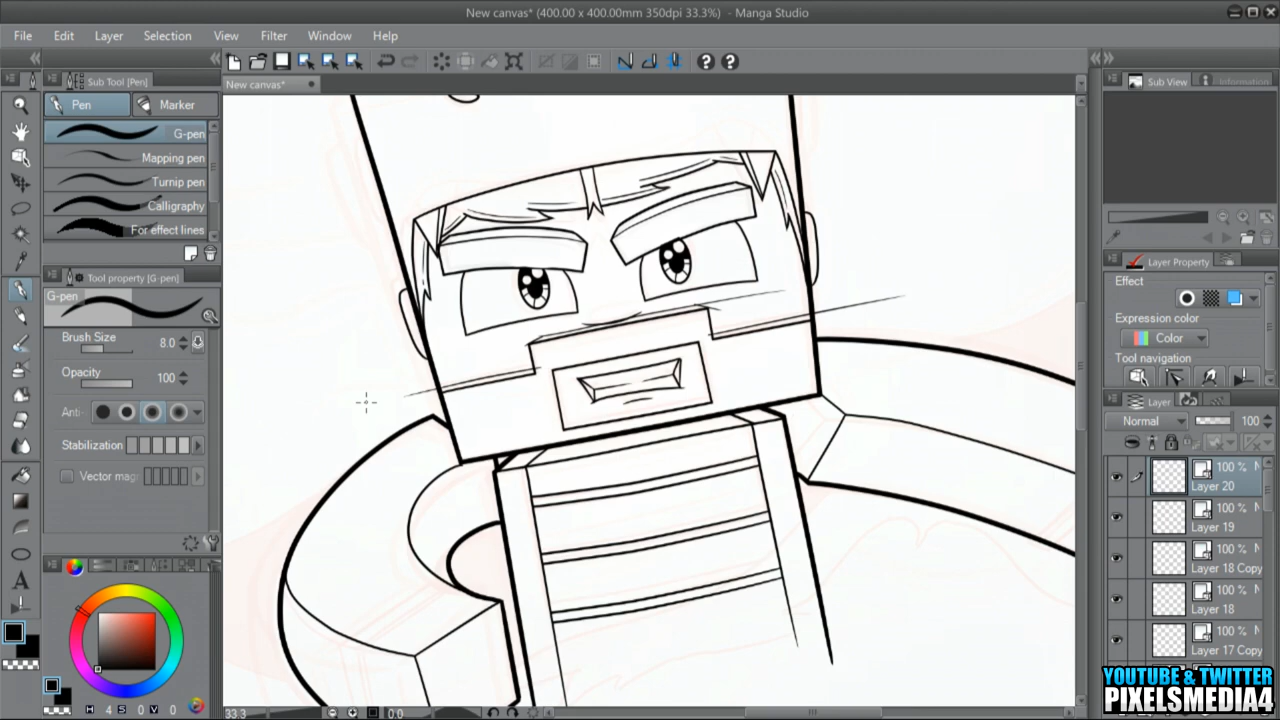 New canvas* (400.00 x 400.00mm 350dpi 33.3%) - Manga Studio
File Edit Layer Selection View Filter Window Help
Sub Tool [Pen]
New canvas*
Sub View
Information
Pen
Marker
G-pen
Mapping pen
Turnip pen
Calligraphy
For effect lines
Tool property [G-pen]
G-pen
Brush Size 8.0
Opacity 100
Anti-
Stabilization
Vector mag
H 4 S 0 V 0
33.3
0.0
Layer Property
Effect
Expression color
Color
Tool navigation
Layer
Normal 100
100 % N
Layer 20
100 % N
Layer 19
100 % N
Layer 18 Copy
100 % N
Layer 18
100 % N
Layer 17 Copy
YOUTUBE & TWITTER
PIXELSMEDIA4